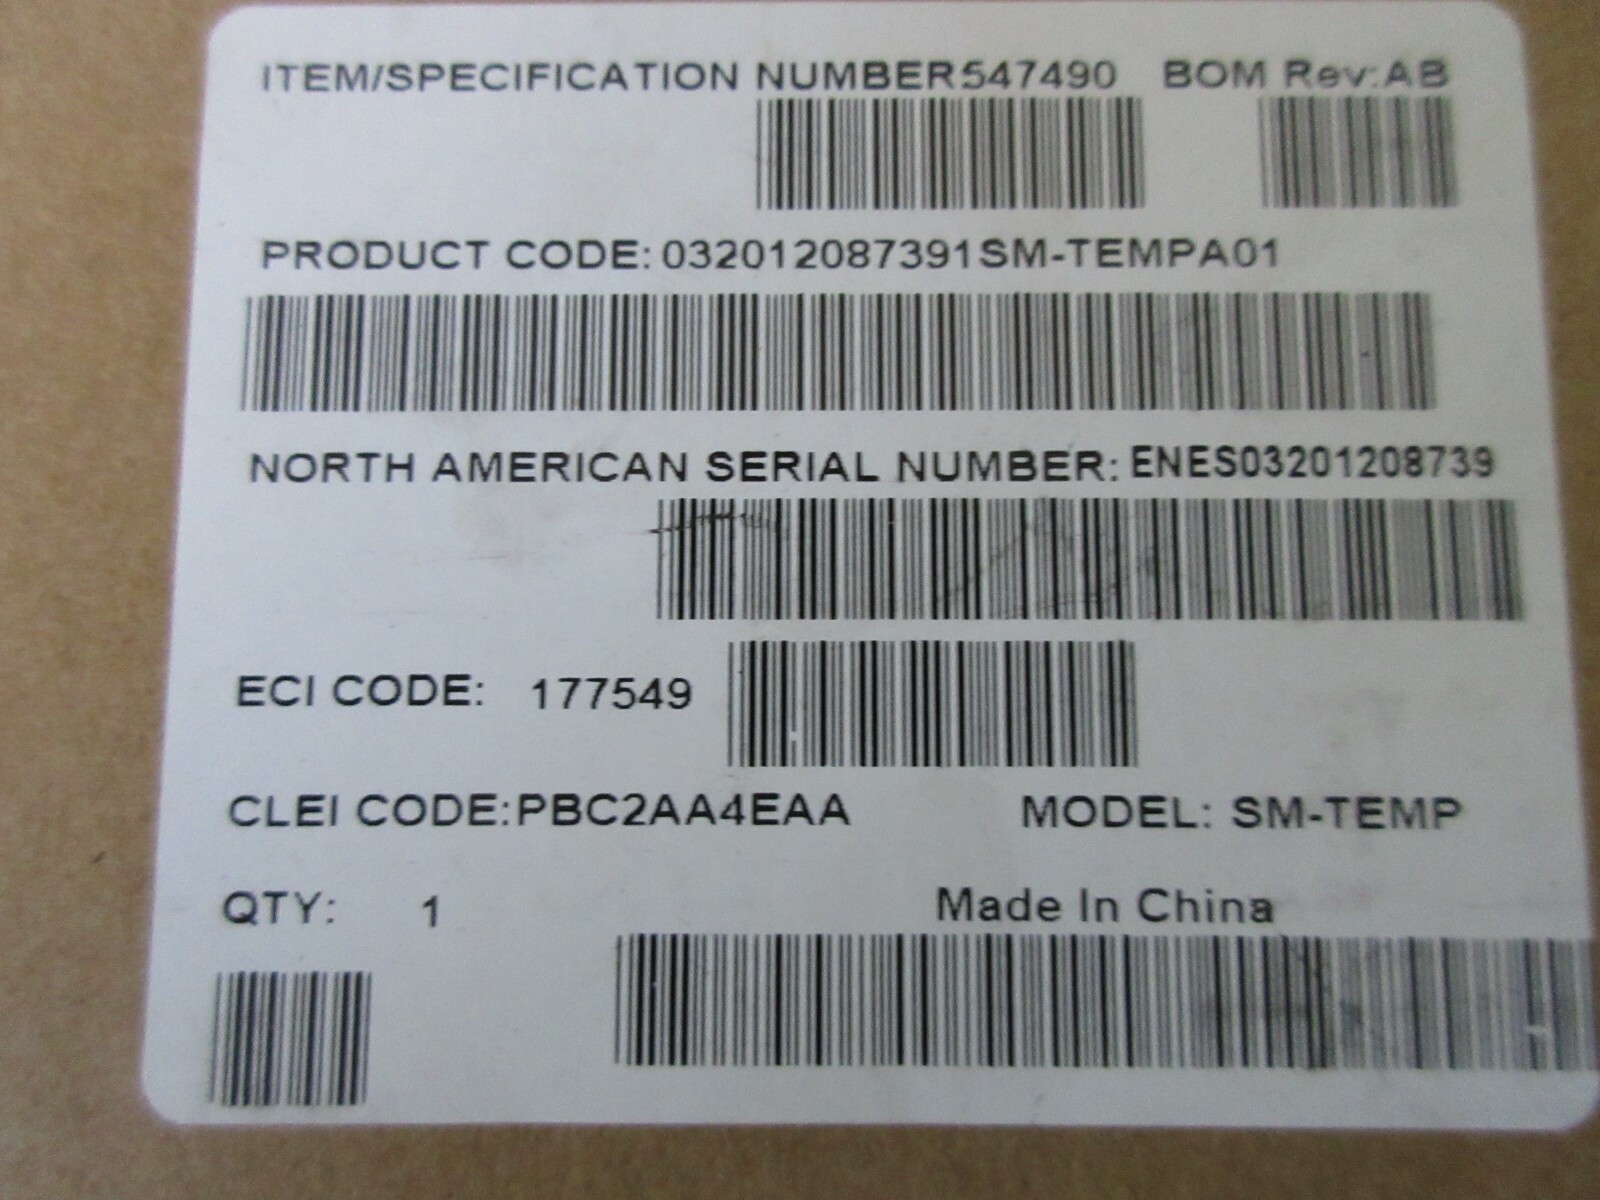 ITEM/SPECIFICATION NUMBER547490 BOM Rev:AB
PRODUCT CODE:032012087391SM-TEMPA01
NORTH AMERICAN SERIAL NUMBER: ENES03201208739
ECI CODE: 177549
CLEI CODE:PBC2AA4EAA MODEL: SM-TEMP
QTY: 1 Made In China